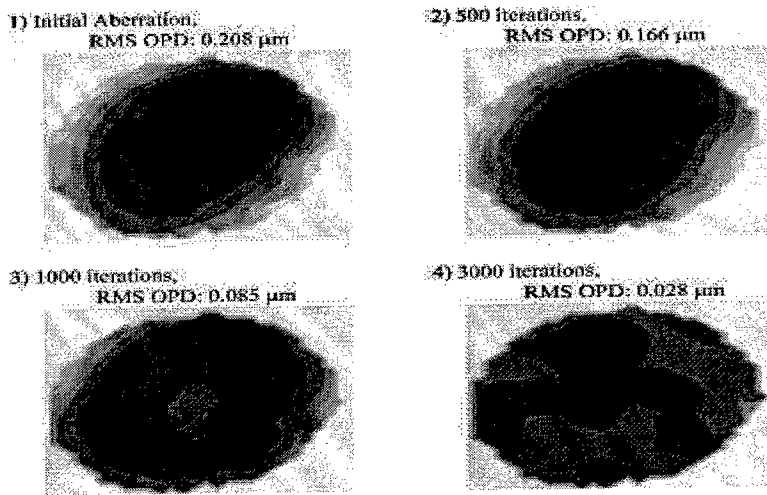 1) Initial Aberration,
RMS OPD: 0.208 µm
2) 500 iterations,
RMS OPD: 0.166 µm
3) 1000 iterations,
RMS OPD: 0.085 µm
4) 3000 iterations,
RMS OPD: 0.028 µm